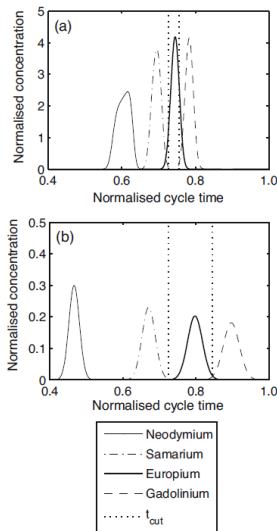 (a)
Normalised concentration
5
4
3
2
1
0
0.4 0.6 0.8 1.0
Normalised cycle time
(b)
Normalised concentration
0.5
0.4
0.3
0.2
0.1
0
0.4 0.6 0.8 1.0
Normalised cycle time
Neodymium
Samarium
Europium
Gadolinium
t_cut